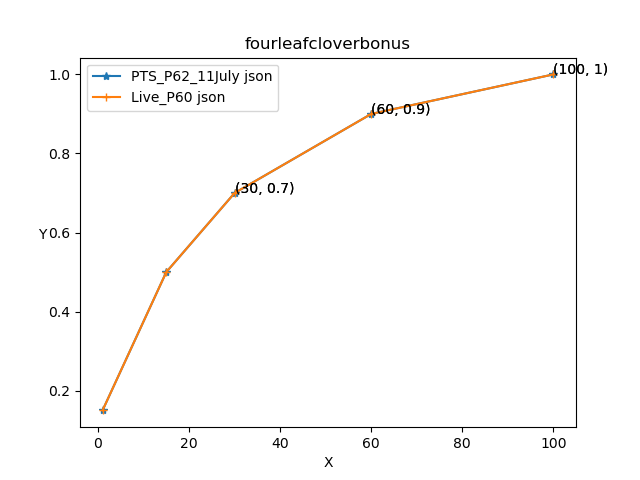 fourleafcloverbonus
PTS_P62_11July json
Live_P60 json
(100, 1)
(60, 0.9)
(30, 0.7)
Y
1.0
0.8
0.6
0.4
0.2
0 20 40 60 80 100
X